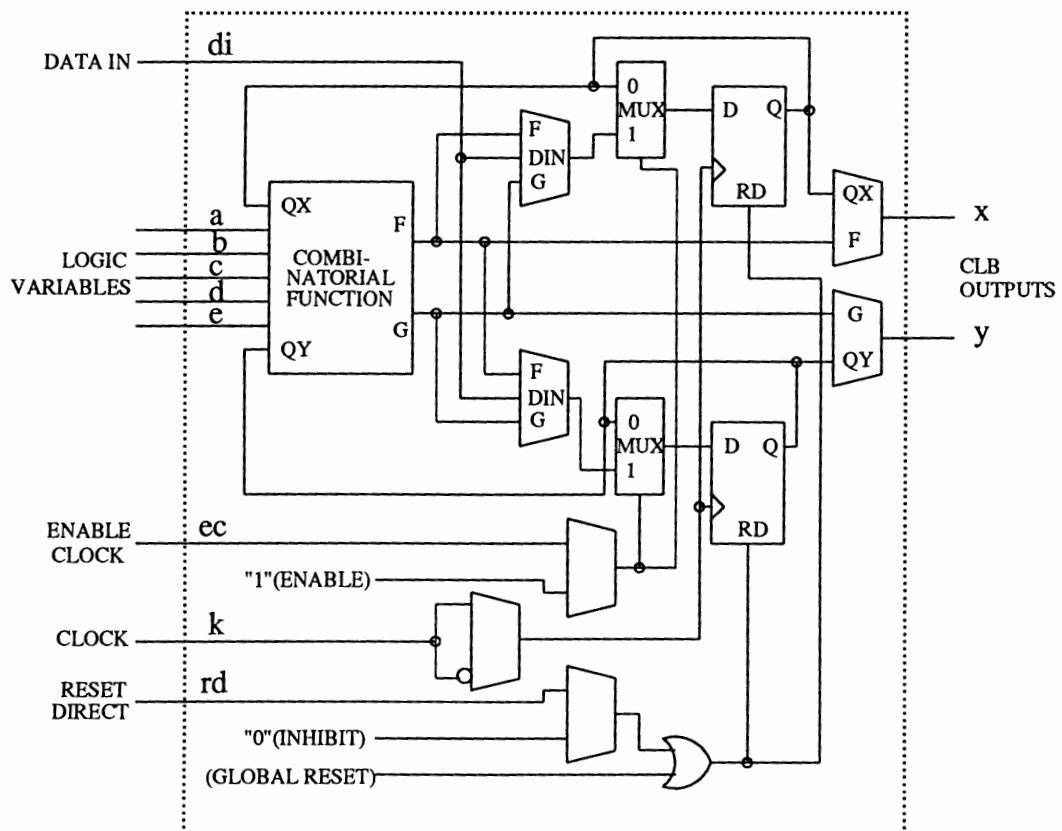 DATA IN
di
0
MUX
1
D
Q
RD
F
DIN
G
QX
F
x
QX
F
COMBI-
NATORIAL
FUNCTION
G
QY
a
b
c
d
e
LOGIC
VARIABLES
CLB
OUTPUTS
G
QY
y
F
DIN
G
0
MUX
1
D
Q
RD
ENABLE
CLOCK
ec
"1"(ENABLE)
CLOCK
k
RESET
DIRECT
rd
"0"(INHIBIT)
(GLOBAL RESET)